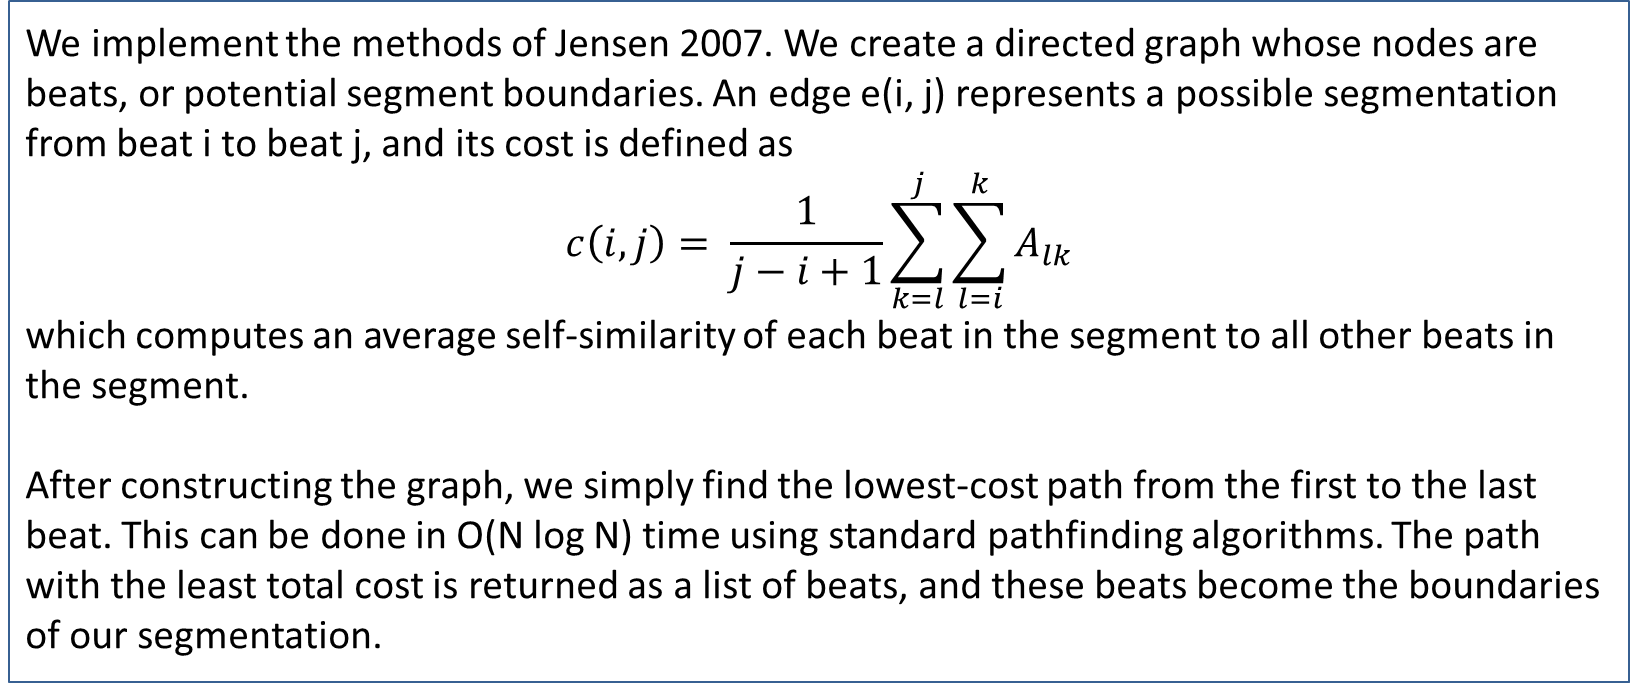 We implement the methods of Jensen 2007. We create a directed graph whose nodes are
beats, or potential segment boundaries. An edge e(i, j) represents a possible segmentation
from beat i to beat j, and its cost is defined as
c(i,j) = \frac{1}{j − i + 1} \sum_{k=l}^{j} \sum_{l=i}^{k} A_{lk}
which computes an average self-similarity of each beat in the segment to all other beats in
the segment.
After constructing the graph, we simply find the lowest-cost path from the first to the last
beat. This can be done in O(N log N) time using standard pathfinding algorithms. The path
with the least total cost is returned as a list of beats, and these beats become the boundaries
of our segmentation.